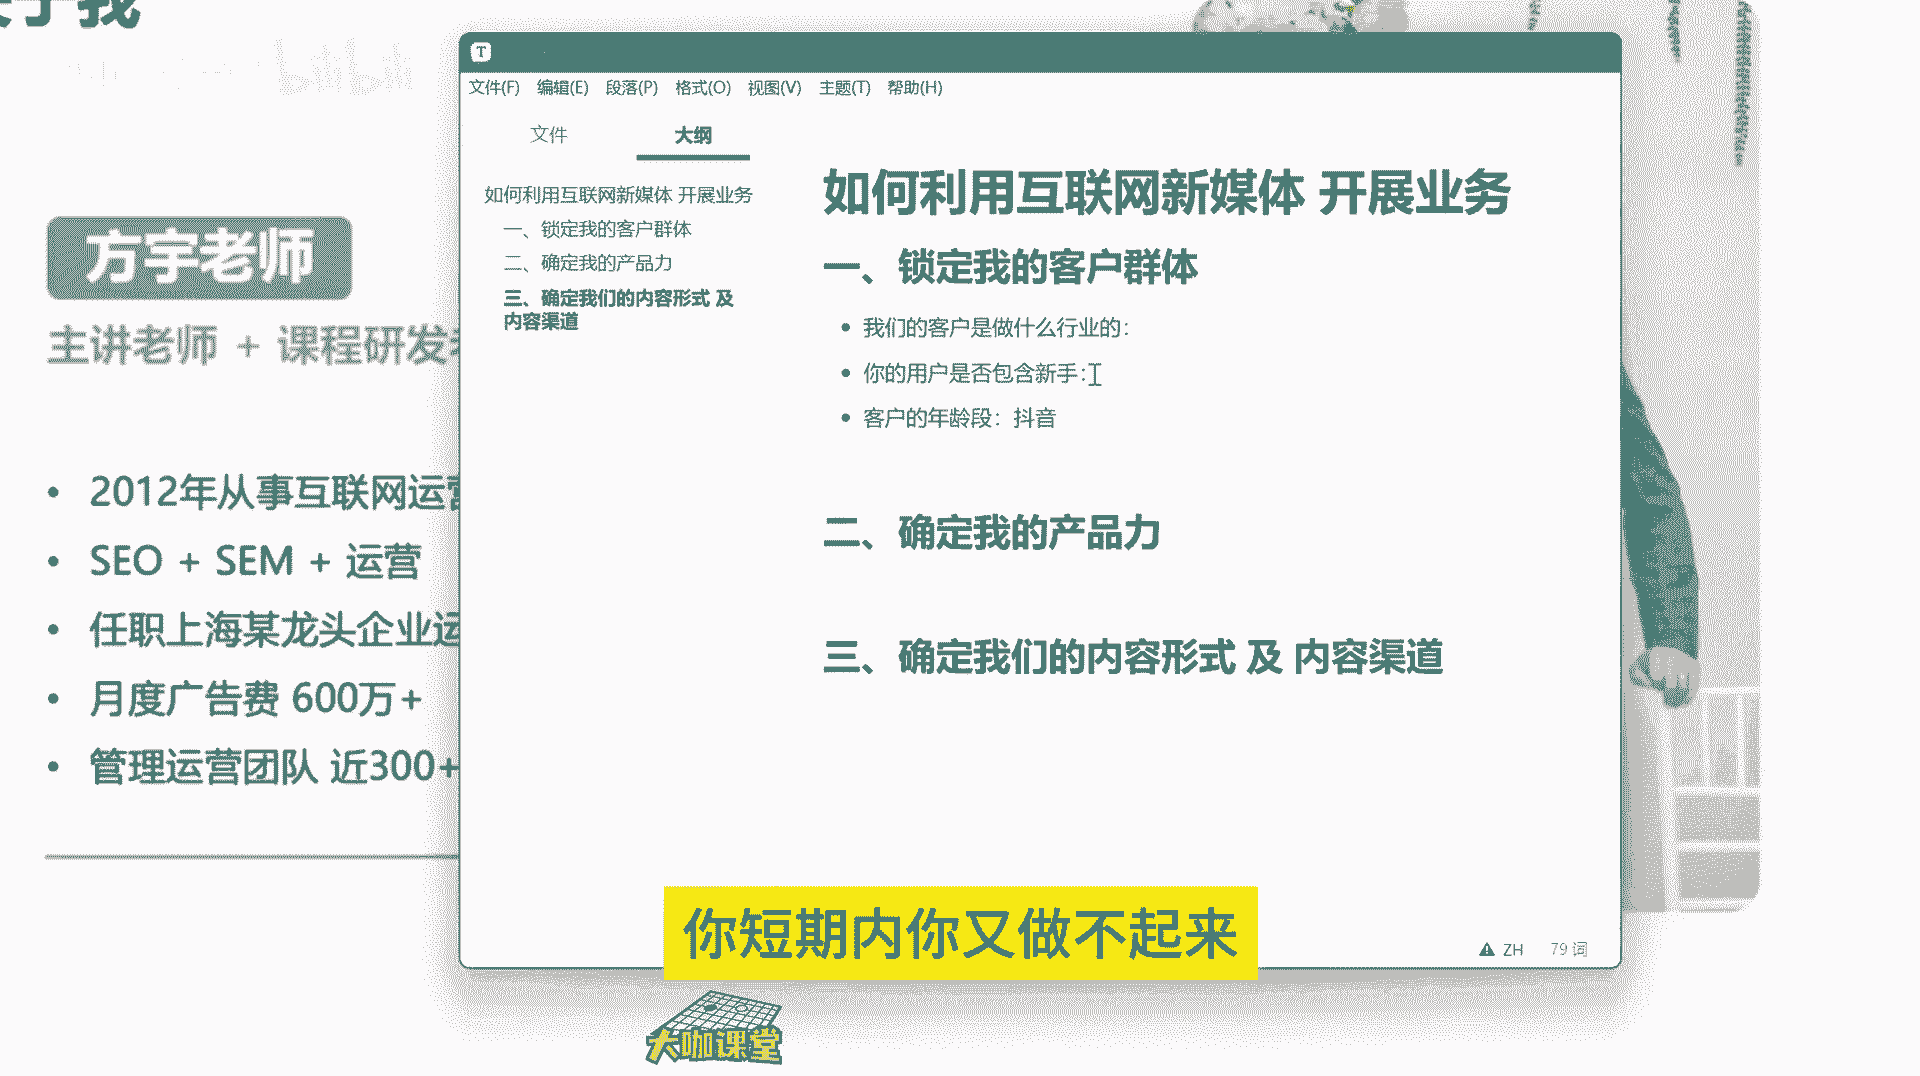 关于我
bilibili
方宇老师
主讲老师 + 课程研发
2012年从事互联网运营
SEO + SEM + 运营
任职上海某龙头企业运
月度广告费 600万+
管理运营团队 近300+
T
文件(F) 编辑(E) 段落(P) 格式(O) 视图(V) 主题(T) 帮助(H)
文件 大纲
如何利用互联网新媒体 开展业务
一、锁定我的客户群体
二、确定我的产品力
三、确定我们的内容形式 及
内容渠道
如何利用互联网新媒体 开展业务
一、锁定我的客户群体
我们的客户是做什么行业的：
你的用户是否包含新手：
客户的年龄段：抖音
二、确定我的产品力
三、确定我们的内容形式 及 内容渠道
ZH 79 词
你短期内你又做不起来
大咖课堂